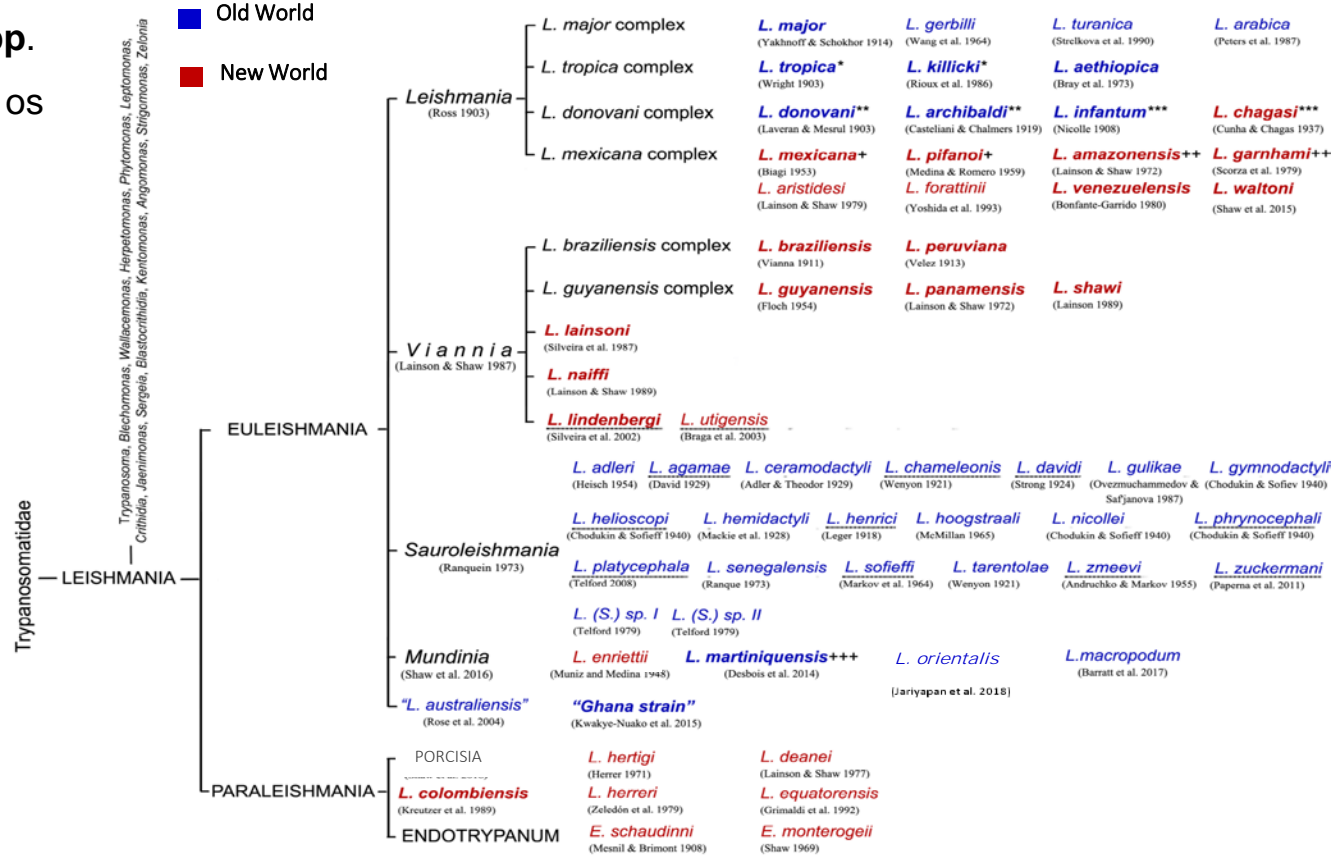 pp.
os
Old World
New World
Trypanosoma, Blechomonas, Wallacemonas, Herpetomonas, Phytomonas, Leptomonas,
Crithidia, Jaenimonas, Sergeia, Blastocrithidia, Kentomonas, Angomonas, Strigomonas, Zelonia
Trypanosomatidae
LEISHMANIA
EULEISHMANIA
Leishmania
(Ross 1903)
L. major complex
L. major L. gerbilli L. turanica L. arabica
(Yakhnoff & Schokhor 1914) (Wang et al. 1964) (Strelkova et al. 1990) (Peters et al. 1987)
L. tropica complex
L. tropica* L. killicki* L. aethiopica
(Wright 1903) (Rioux et al. 1986) (Bray et al. 1973)
L. donovani complex
L. donovani** L. archibaldi** L. infantum*** L. chagasi***
(Laveran & Mesrul 1903) (Casteliani & Chalmers 1919) (Nicolle 1908) (Cunha & Chagas 1937)
L. mexicana complex
L. mexicana+ L. pifanoi+ L. amazonensis++ L. garnhami++
(Biagi 1953) (Medina & Romero 1959) (Lainson & Shaw 1972) (Scorza et al. 1979)
L. aristidesi L. forattinii L. venezuelensis L. waltoni
(Lainson & Shaw 1979) (Yoshida et al. 1993) (Bonfante-Garrido 1980) (Shaw et al. 2015)
Viannia
(Lainson & Shaw 1987)
L. braziliensis complex
L. braziliensis L. peruviana
(Vianna 1911) (Velez 1913)
L. guyanensis complex
L. guyanensis L. panamensis L. shawi
(Floch 1954) (Lainson & Shaw 1972) (Lainson 1989)
L. lainsoni
(Silveira et al. 1987)
L. naiffi
(Lainson & Shaw 1989)
L. lindenbergi L. utigensis
(Silveira et al. 2002) (Braga et al. 2003)
Sauroleishmania
(Ranquein 1973)
L. adleri L. agamae L. ceramodactyli L. chameleonis L. davidi L. gulikae L. gymnodactyli
(Heisch 1954) (David 1929) (Adler & Theodor 1929) (Wenyon 1921) (Strong 1924) (Ovezmuchammedov & Saf'janova 1987) (Chodukin & Sofiev 1940)
L. helioscopi L. hemidactyli L. henrici L. hoogstraali L. nicollei L. phrynocephali
(Chodukin & Sofieff 1940) (Mackie et al. 1928) (Leger 1918) (McMillan 1965) (Chodukin & Sofieff 1940) (Chodukin & Sofieff 1940)
L. platycephala L. senegalensis L. sofieffi L. tarentolae L. zmeevi L. zuckermani
(Telford 2008) (Ranque 1973) (Markov et al. 1964) (Wenyon 1921) (Andruchko & Markov 1955) (Paperna et al. 2011)
L. (S.) sp. I L. (S.) sp. II
(Telford 1979) (Telford 1979)
Mundinia
(Shaw et al. 2016)
L. enriettii L. martiniquensis+++ L. orientalis L.macropodum
(Muniz and Medina 1948) (Desbois et al. 2014) (Jariyapan et al. 2018) (Barratt et al. 2017)
"L. australiensis" "Ghana strain"
(Rose et al. 2004) (Kwakye-Nuako et al. 2015)
PARALEISHMANIA
PORCISIA L. hertigi L. deanei
(Herrer 1971) (Lainson & Shaw 1977)
L. colombiensis L. herreri L. equatorensis
(Kreutzer et al. 1989) (Zeledón et al. 1979) (Grimaldi et al. 1992)
ENDOTRYPANUM E. schaudinni E. monterogeii
(Mesnil & Brimont 1908) (Shaw 1969)